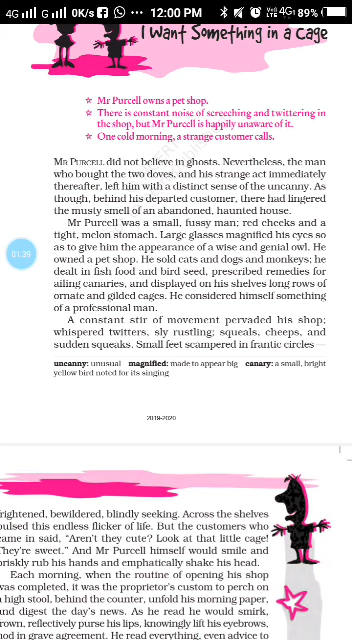 4G G 0K/s 12:00 PM VoLTE 4G 89%
I Want Something in a Cage
☆ Mr Purcell owns a pet shop.
☆ There is constant noise of screeching and twittering in
the shop, but Mr Purcell is happily unaware of it.
☆ One cold morning, a strange customer calls.
MR PURCELL did not believe in ghosts. Nevertheless, the man
who bought the two doves, and his strange act immediately
thereafter, left him with a distinct sense of the uncanny. As
though, behind his departed customer, there had lingered
the musty smell of an abandoned, haunted house.
Mr Purcell was a small, fussy man; red cheeks and a
tight, melon stomach. Large glasses magnified his eyes so
as to give him the appearance of a wise and genial owl. He
01:39
owned a pet shop. He sold cats and dogs and monkeys; he
dealt in fish food and bird seed, prescribed remedies for
ailing canaries, and displayed on his shelves long rows of
ornate and gilded cages. He considered himself something
of a professional man.
A constant stir of movement pervaded his shop;
whispered twitters, sly rustling; squeals, cheeps, and
sudden squeaks. Small feet scampered in frantic circles—
uncanny: unusual magnified: made to appear big canary: a small, bright
yellow bird noted for its singing
2019-2020
frightened, bewildered, blindly seeking. Across the shelves
pulsed this endless flicker of life. But the customers who
came in said, “Aren't they cute? Look at that little cage!
They're sweet.” And Mr Purcell himself would smile and
briskly rub his hands and emphatically shake his head.
Each morning, when the routine of opening his shop
was completed, it was the proprietor's custom to perch on
a high stool, behind the counter, unfold his morning paper,
and digest the day's news. As he read he would smirk,
frown, reflectively purse his lips, knowingly lift his eyebrows,
nod in grave agreement. He read everything, even advice to